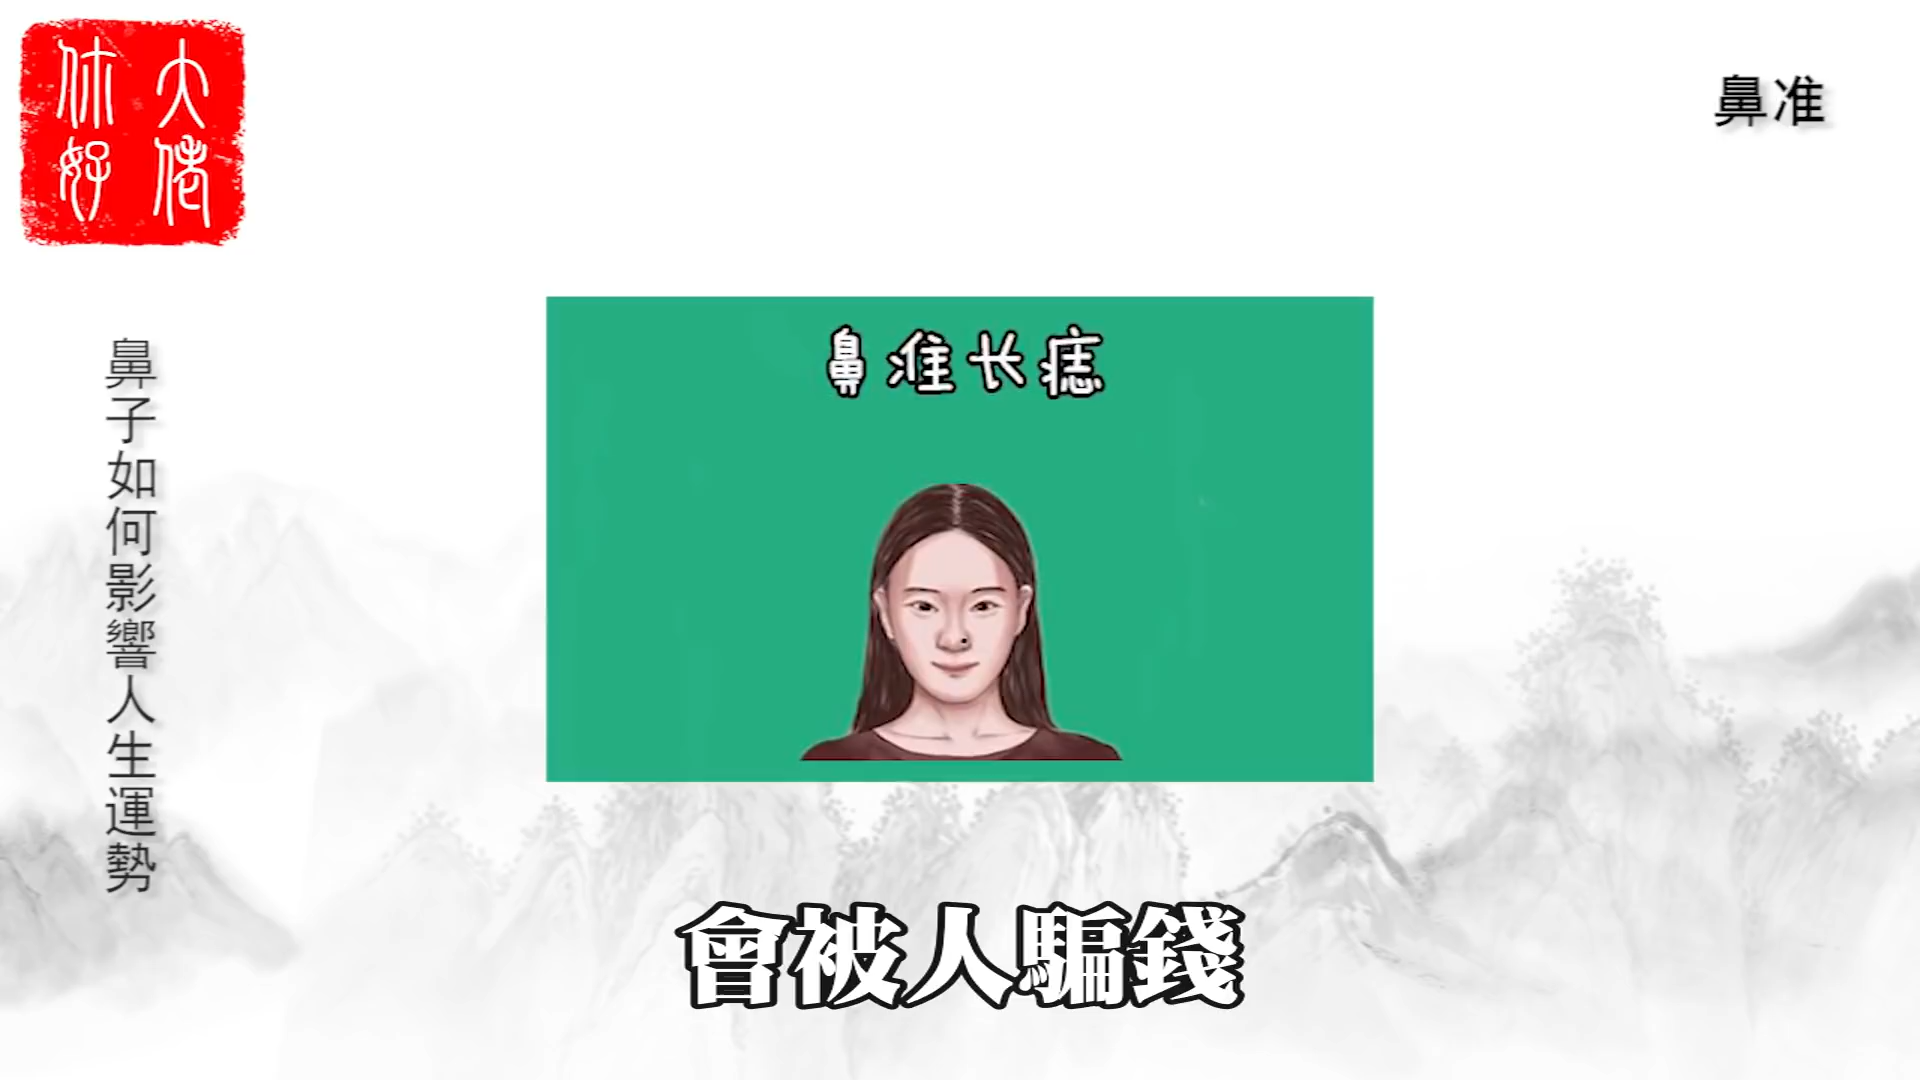 大佬
休好
鼻准
鼻准长痣
鼻子如何影響人生運勢
會被人騙錢